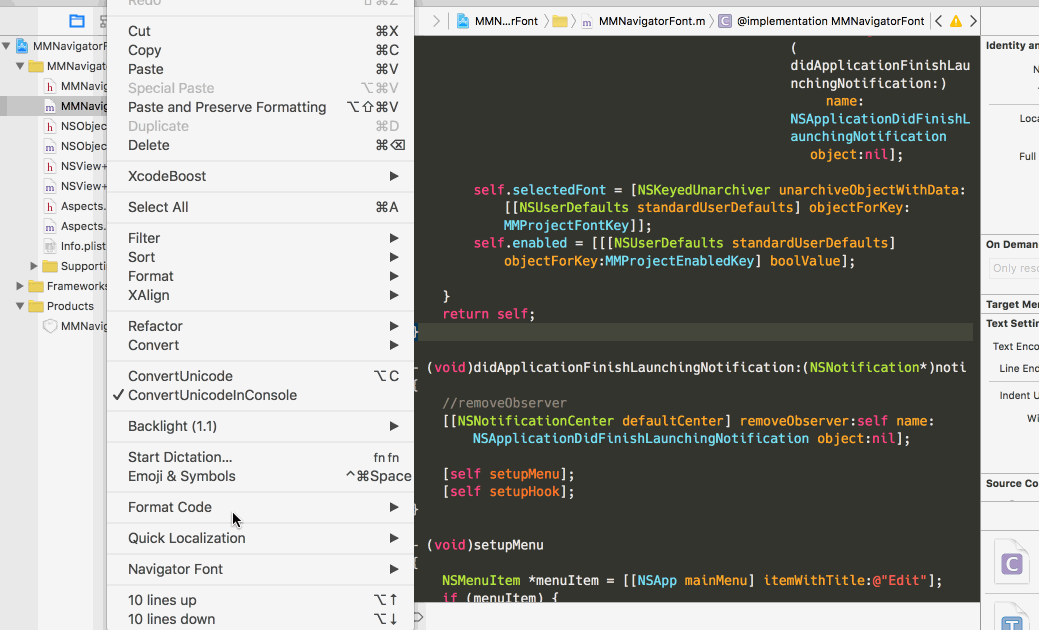 Redo ⇧⌘Z
Cut ⌘X
Copy ⌘C
Paste ⌘V
Special Paste ⌥⌘V
Paste and Preserve Formatting ⌥⇧⌘V
Duplicate ⌘D
Delete ⌘⌫
XcodeBoost ▶
Select All ⌘A
Filter ▶
Sort ▶
Format ▶
XAlign ▶
Refactor ▶
Convert ▶
ConvertUnicode ⌥C
✓ ConvertUnicodeInConsole
Backlight (1.1) ▶
Start Dictation... fn fn
Emoji & Symbols ^⌘Space
Format Code ▶
Quick Localization ▶
Navigator Font ▶
10 lines up ⌥↑
10 lines down ⌥↓
MMNavigatorF
MMNavigat
MMNavig
MMNavig
NSObjec
NSObjec
NSView+
NSView+
Aspects.
Aspects.
Info.plist
Supporti
Frameworks
Products
MMNavig
MMN...rFont
MMNavigatorFont.m
C @implementation MMNavigatorFont
(
didApplicationFinishLau
nchingNotification:)
name:
NSApplicationDidFinishL
aunchingNotification
object:nil];
self.selectedFont = [NSKeyedUnarchiver unarchiveObjectWithData:
[[NSUserDefaults standardUserDefaults] objectForKey:
MMProjectFontKey]];
self.enabled = [[[NSUserDefaults standardUserDefaults]
objectForKey:MMProjectEnabledKey] boolValue];
}
return self;
}
- (void)didApplicationFinishLaunchingNotification:(NSNotification*)noti
{
//removeObserver
[[NSNotificationCenter defaultCenter] removeObserver:self name:
NSApplicationDidFinishLaunchingNotification object:nil];
[self setupMenu];
[self setupHook];
}
- (void)setupMenu
{
NSMenuItem *menuItem = [[NSApp mainMenu] itemWithTitle:@"Edit"];
if (menuItem) {
Identity an
N
Loca
Full
On Deman
Only reso
Target Me
Text Settin
Text Enco
Line End
Indent U
Wi
Source Co
C
T